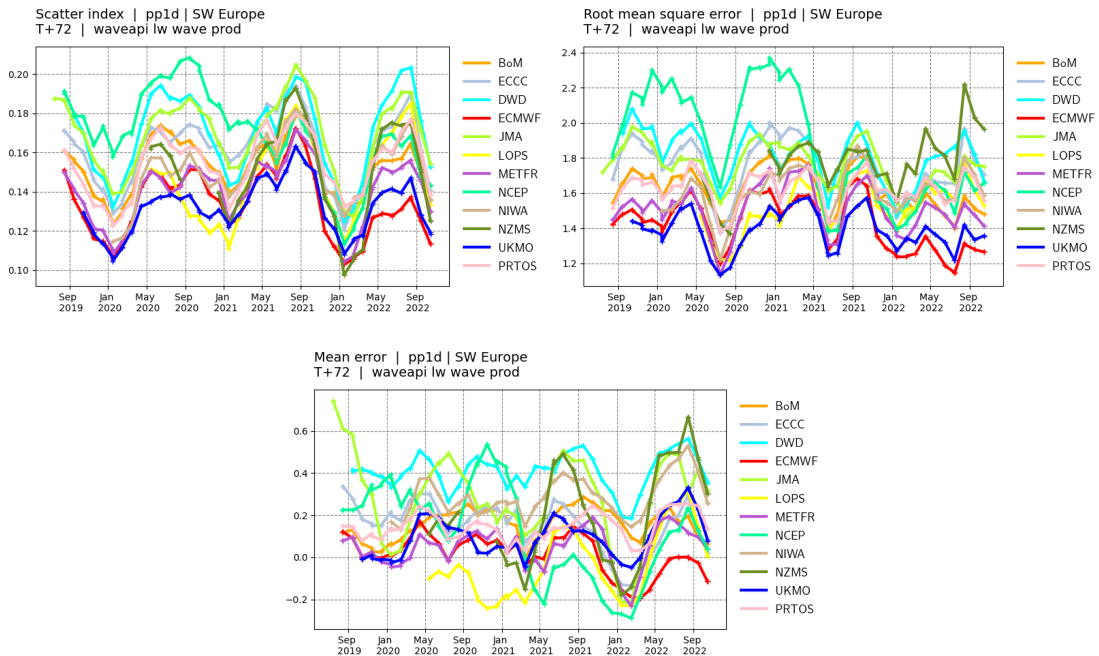 Scatter index | pp1d | SW Europe
T+72 | waveapi lw wave prod
0.20
0.18
0.16
0.14
0.12
0.10
Sep 2019
Jan 2020
May 2020
Sep 2020
Jan 2021
May 2021
Sep 2021
Jan 2022
May 2022
Sep 2022
BoM
ECCC
DWD
ECMWF
JMA
LOPS
METFR
NCEP
NIWA
NZMS
UKMO
PRTOS
Root mean square error | pp1d | SW Europe
T+72 | waveapi lw wave prod
2.4
2.2
2.0
1.8
1.6
1.4
1.2
Sep 2019
Jan 2020
May 2020
Sep 2020
Jan 2021
May 2021
Sep 2021
Jan 2022
May 2022
Sep 2022
BoM
ECCC
DWD
ECMWF
JMA
LOPS
METFR
NCEP
NIWA
NZMS
UKMO
PRTOS
Mean error | pp1d | SW Europe
T+72 | waveapi lw wave prod
0.6
0.4
0.2
0.0
−0.2
Sep 2019
Jan 2020
May 2020
Sep 2020
Jan 2021
May 2021
Sep 2021
Jan 2022
May 2022
Sep 2022
BoM
ECCC
DWD
ECMWF
JMA
LOPS
METFR
NCEP
NIWA
NZMS
UKMO
PRTOS